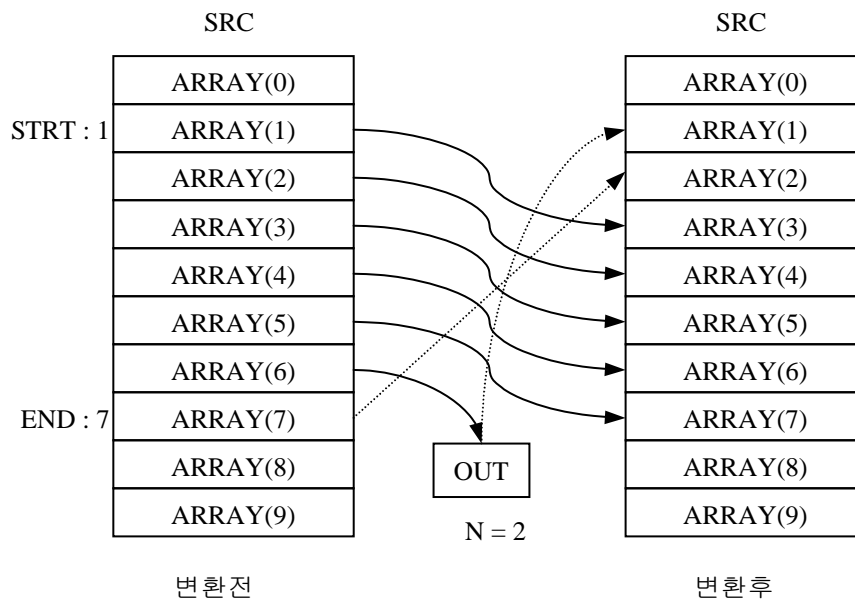 SRC
ARRAY(0)
STRT : 1
ARRAY(1)
ARRAY(2)
ARRAY(3)
ARRAY(4)
ARRAY(5)
ARRAY(6)
END : 7
ARRAY(7)
ARRAY(8)
ARRAY(9)
변환전
OUT
N = 2
SRC
ARRAY(0)
ARRAY(1)
ARRAY(2)
ARRAY(3)
ARRAY(4)
ARRAY(5)
ARRAY(6)
ARRAY(7)
ARRAY(8)
ARRAY(9)
변환후